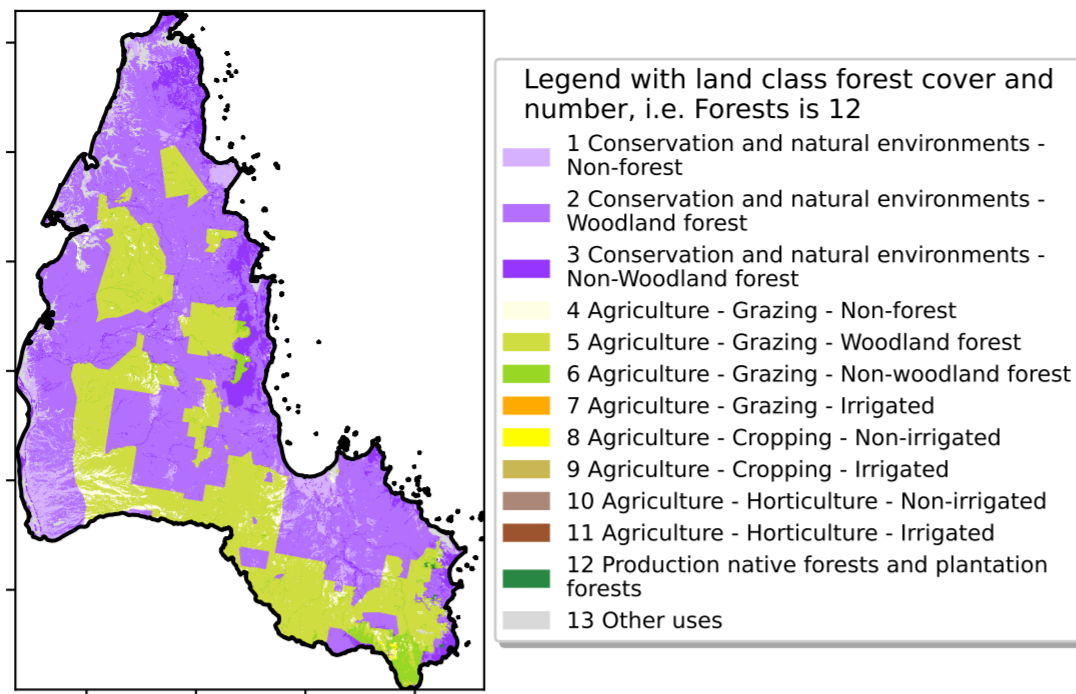 Legend with land class forest cover and
number, i.e. Forests is 12
1 Conservation and natural environments -
Non-forest
2 Conservation and natural environments -
Woodland forest
3 Conservation and natural environments -
Non-Woodland forest
4 Agriculture - Grazing - Non-forest
5 Agriculture - Grazing - Woodland forest
6 Agriculture - Grazing - Non-woodland forest
7 Agriculture - Grazing - Irrigated
8 Agriculture - Cropping - Non-irrigated
9 Agriculture - Cropping - Irrigated
10 Agriculture - Horticulture - Non-irrigated
11 Agriculture - Horticulture - Irrigated
12 Production native forests and plantation
forests
13 Other uses